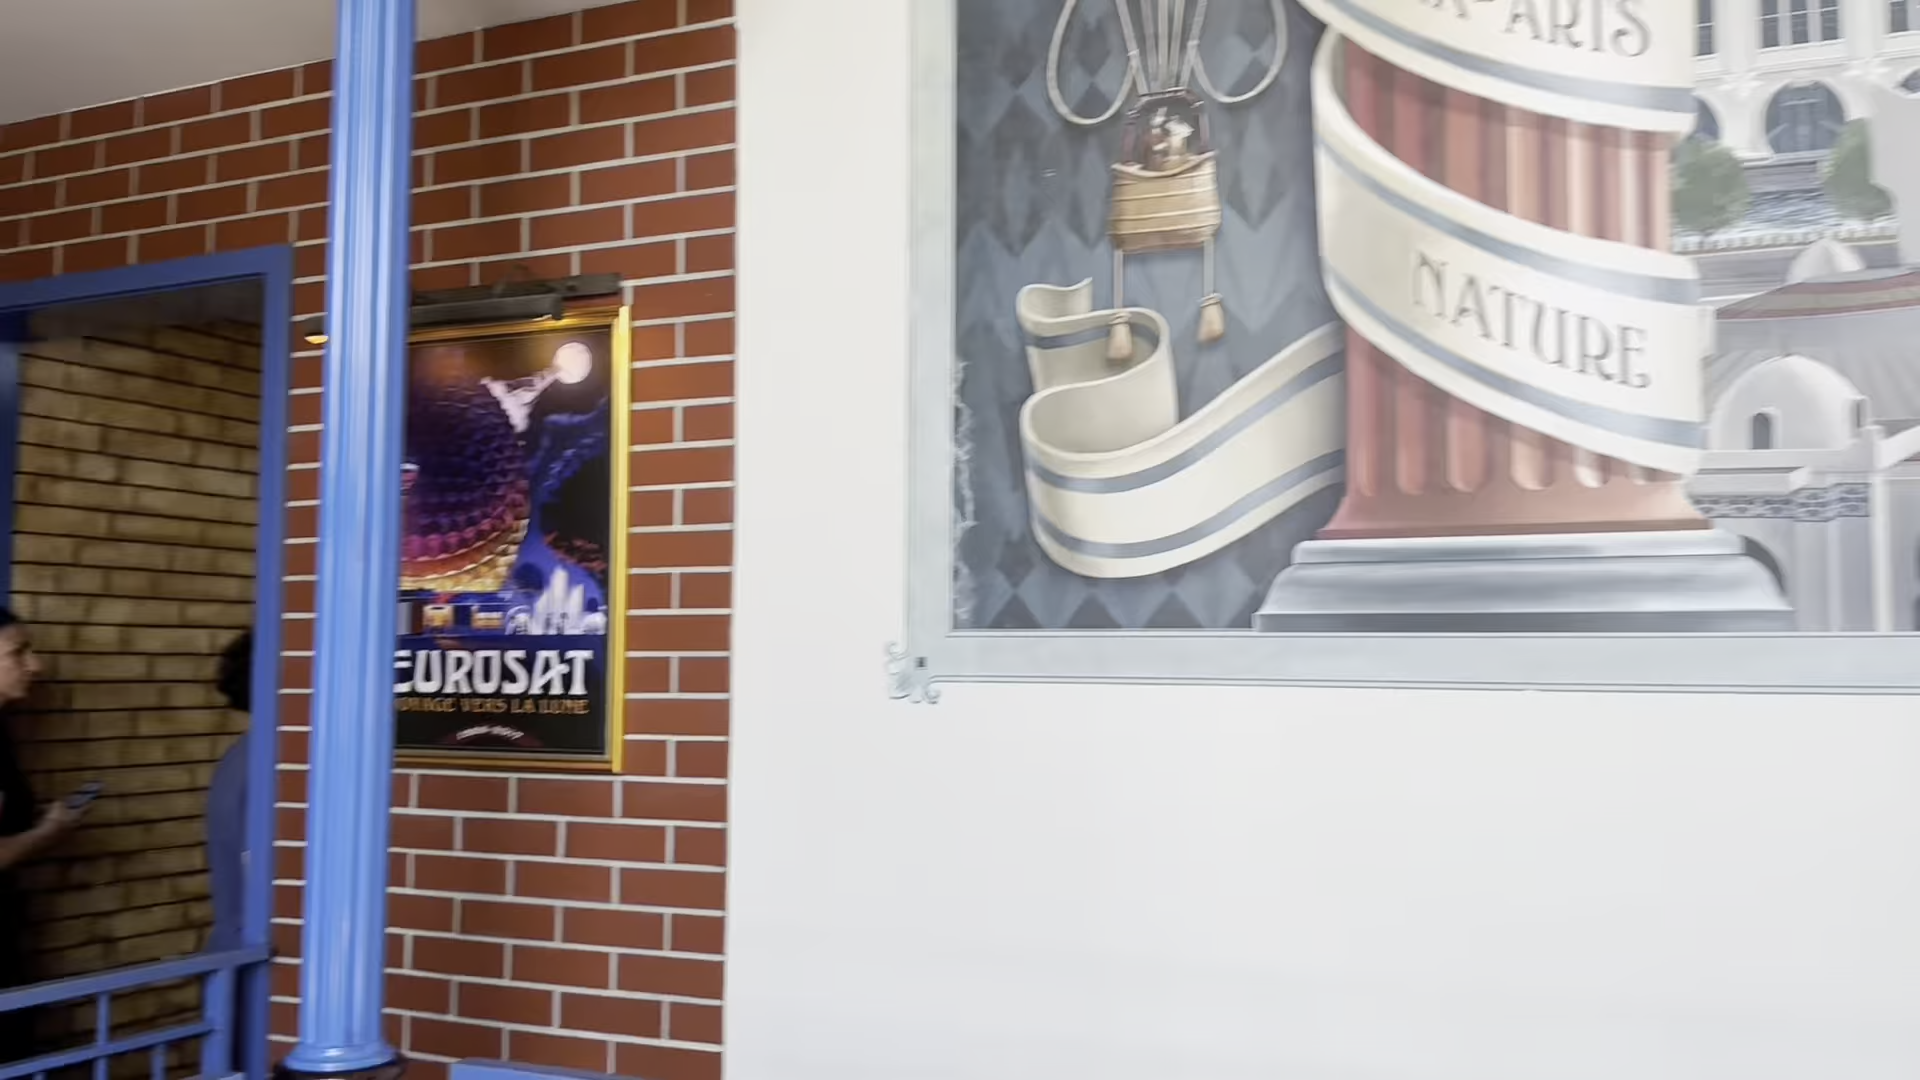 EUROSAT
VOYAGE VERS LA LUNE
X-ARTS
NATURE